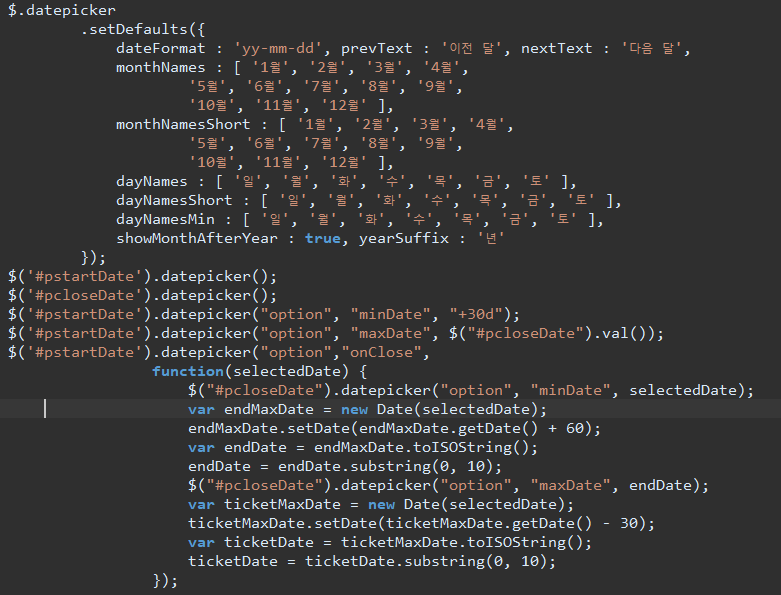 $.datepicker
        .setDefaults({
            dateFormat : 'yy-mm-dd', prevText : '이전 달', nextText : '다음 달',
            monthNames : [ '1월', '2월', '3월', '4월',
                    '5월', '6월', '7월', '8월', '9월',
                    '10월', '11월', '12월' ],
            monthNamesShort : [ '1월', '2월', '3월', '4월',
                    '5월', '6월', '7월', '8월', '9월',
                    '10월', '11월', '12월' ],
            dayNames : [ '일', '월', '화', '수', '목', '금', '토' ],
            dayNamesShort : [ '일', '월', '화', '수', '목', '금', '토' ],
            dayNamesMin : [ '일', '월', '화', '수', '목', '금', '토' ],
            showMonthAfterYear : true, yearSuffix : '년'
        });
$('#pstartDate').datepicker();
$('#pcloseDate').datepicker();
$('#pstartDate').datepicker("option", "minDate", "+30d");
$('#pstartDate').datepicker("option", "maxDate", $("#pcloseDate").val());
$('#pstartDate').datepicker("option","onClose",
                function(selectedDate) {
                    $("#pcloseDate").datepicker("option", "minDate", selectedDate);
                    var endMaxDate = new Date(selectedDate);
                    endMaxDate.setDate(endMaxDate.getDate() + 60);
                    var endDate = endMaxDate.toISOString();
                    endDate = endDate.substring(0, 10);
                    $("#pcloseDate").datepicker("option", "maxDate", endDate);
                    var ticketMaxDate = new Date(selectedDate);
                    ticketMaxDate.setDate(ticketMaxDate.getDate() - 30);
                    var ticketDate = ticketMaxDate.toISOString();
                    ticketDate = ticketDate.substring(0, 10);
                });